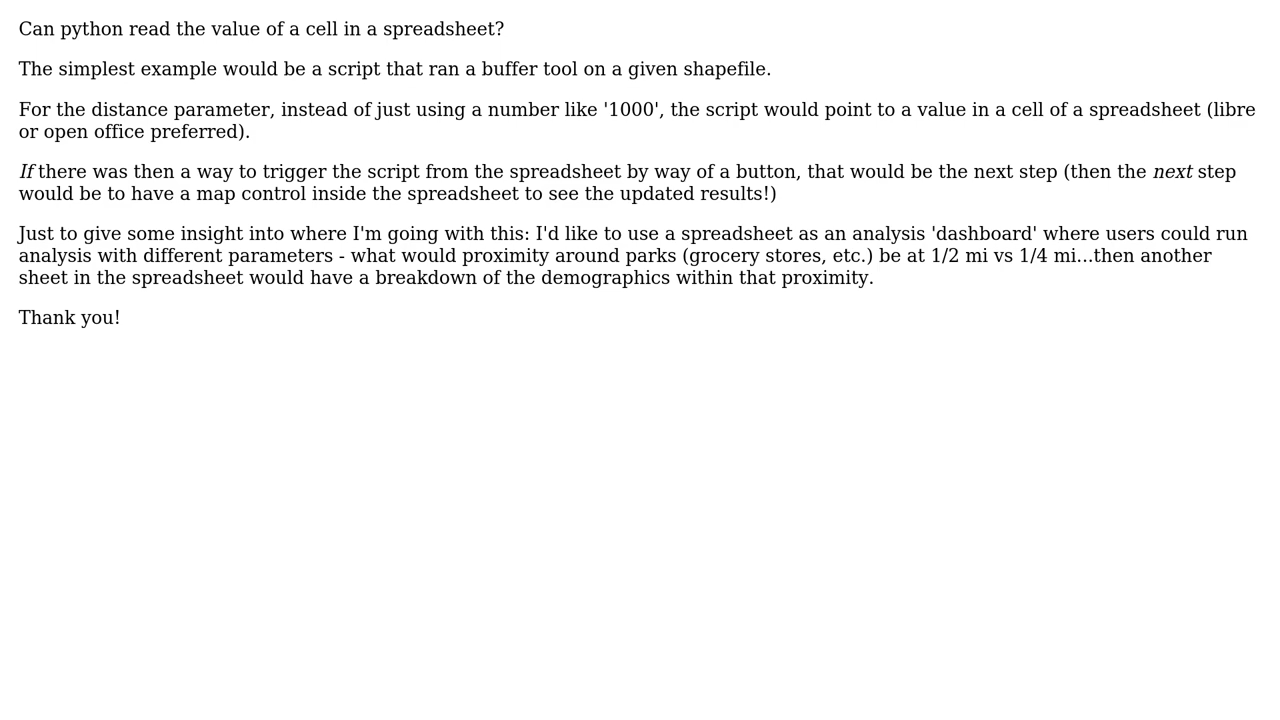 Can python read the value of a cell in a spreadsheet?
The simplest example would be a script that ran a buffer tool on a given shapefile.
For the distance parameter, instead of just using a number like '1000', the script would point to a value in a cell of a spreadsheet (libre
or open office preferred).
If there was then a way to trigger the script from the spreadsheet by way of a button, that would be the next step (then the next step
would be to have a map control inside the spreadsheet to see the updated results!)
Just to give some insight into where I'm going with this: I'd like to use a spreadsheet as an analysis 'dashboard' where users could run
analysis with different parameters - what would proximity around parks (grocery stores, etc.) be at 1/2 mi vs 1/4 mi...then another
sheet in the spreadsheet would have a breakdown of the demographics within that proximity.
Thank you!